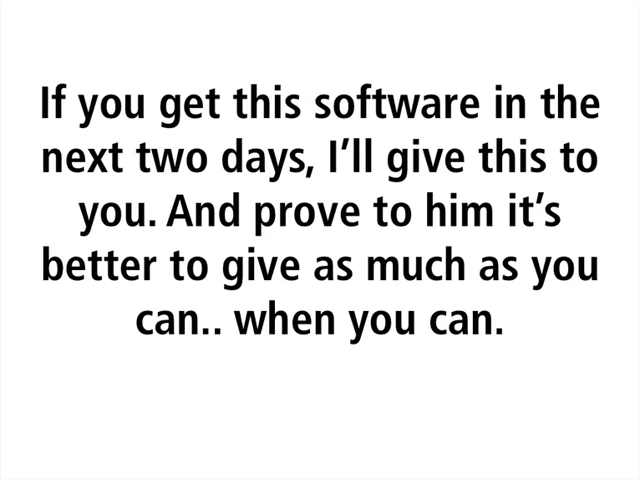 If you get this software in the
next two days, I’ll give this to
you. And prove to him it’s
better to give as much as you
can.. when you can.